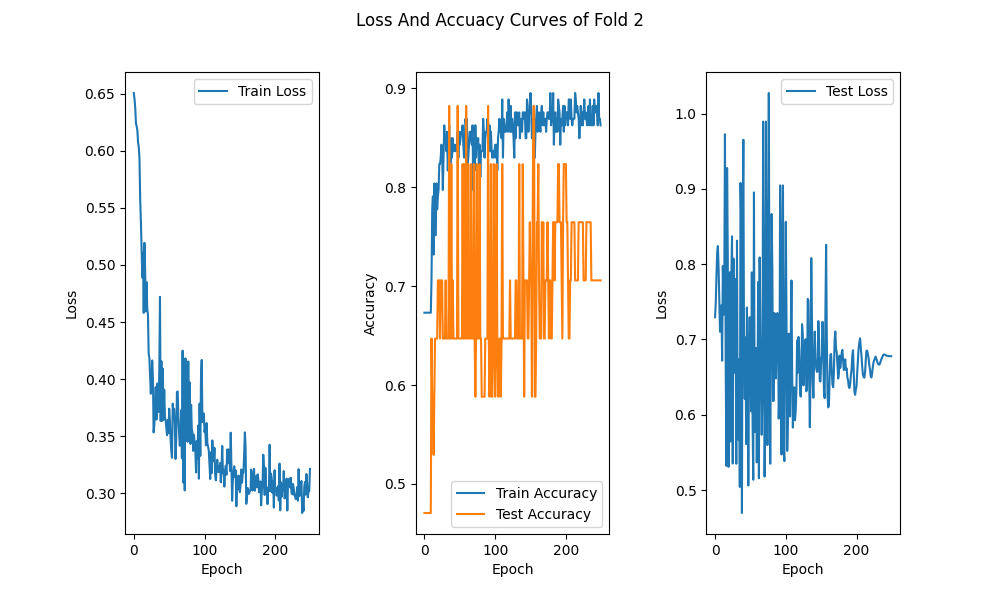 Loss And Accuacy Curves of Fold 2
Loss
0.65
0.60
0.55
0.50
0.45
0.40
0.35
0.30
Train Loss
0 100 200
Epoch
Accuracy
0.9
0.8
0.7
0.6
0.5
Train Accuracy
Test Accuracy
0 100 200
Epoch
Loss
1.0
0.9
0.8
0.7
0.6
0.5
Test Loss
0 100 200
Epoch